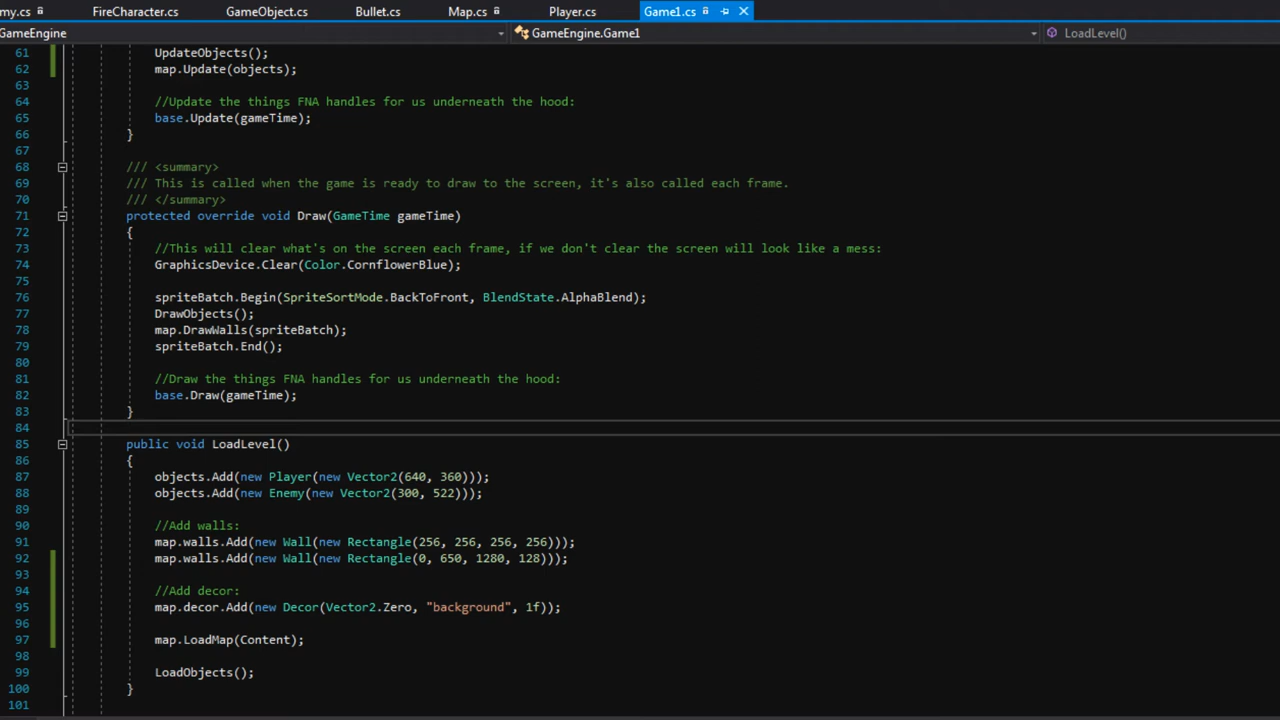 my.cs FireCharacter.cs GameObject.cs Bullet.cs Map.cs Player.cs Game1.cs
GameEngine GameEngine.Game1 LoadLevel()
61 UpdateObjects();
62 map.Update(objects);
63
64 //Update the things FNA handles for us underneath the hood:
65 base.Update(gameTime);
66 }
67
68 /// <summary>
69 /// This is called when the game is ready to draw to the screen, it's also called each frame.
70 /// </summary>
71 protected override void Draw(GameTime gameTime)
72 {
73 //This will clear what's on the screen each frame, if we don't clear the screen will look like a mess:
74 GraphicsDevice.Clear(Color.CornflowerBlue);
75
76 spriteBatch.Begin(SpriteSortMode.BackToFront, BlendState.AlphaBlend);
77 DrawObjects();
78 map.DrawWalls(spriteBatch);
79 spriteBatch.End();
80
81 //Draw the things FNA handles for us underneath the hood:
82 base.Draw(gameTime);
83 }
84
85 public void LoadLevel()
86 {
87 objects.Add(new Player(new Vector2(640, 360)));
88 objects.Add(new Enemy(new Vector2(300, 522)));
89
90 //Add walls:
91 map.walls.Add(new Wall(new Rectangle(256, 256, 256, 256)));
92 map.walls.Add(new Wall(new Rectangle(0, 650, 1280, 128)));
93
94 //Add decor:
95 map.decor.Add(new Decor(Vector2.Zero, "background", 1f));
96
97 map.LoadMap(Content);
98
99 LoadObjects();
100 }
101